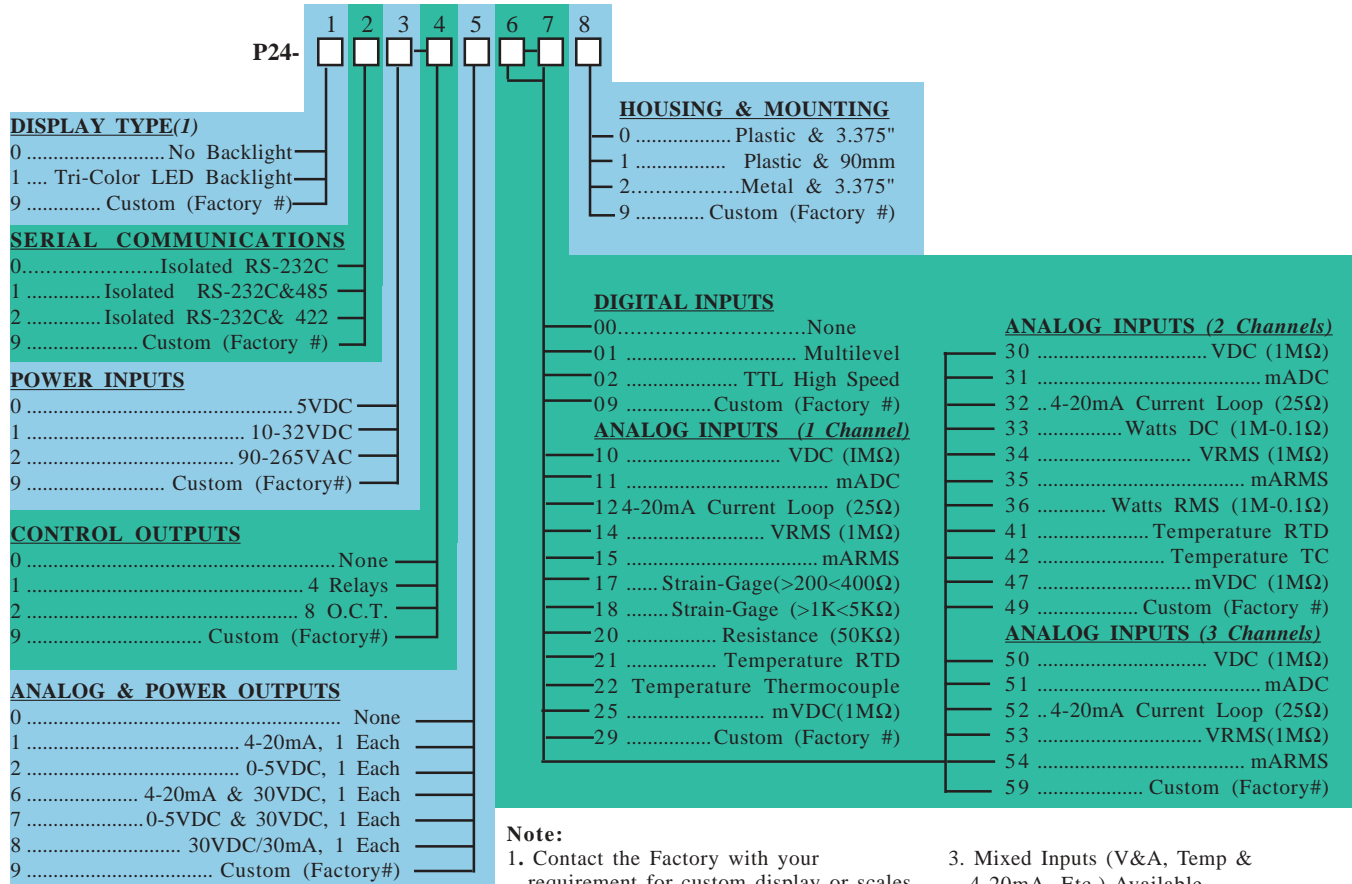 1 2 3 4 5 6 7 8
P24-
DISPLAY TYPE(1)
0 .......................... No Backlight
1 .... Tri-Color LED Backlight
9 ............. Custom (Factory #)
SERIAL COMMUNICATIONS
0.......................Isolated RS-232C
1 ..............Isolated RS-232C&485
2 ..............Isolated RS-232C& 422
9 .....................Custom (Factory #)
POWER INPUTS
0 .................................................. 5VDC
1 ......................................... 10-32VDC
2 ....................................... 90-265VAC
9 .......................... Custom (Factory#)
CONTROL OUTPUTS
0 .......................................................... None
1 .................................................... 4 Relays
2 ................................................... 8 O.C.T.
9 ................................. Custom (Factory#)
ANALOG & POWER OUTPUTS
0 ........................................................... None
1 ........................................ 4-20mA, 1 Each
2 ........................................ 0-5VDC, 1 Each
6 ..................... 4-20mA & 30VDC, 1 Each
7 ......................0-5VDC & 30VDC, 1 Each
8 ............................. 30VDC/30mA, 1 Each
9 ................................... Custom (Factory#)
HOUSING & MOUNTING
0 .................. Plastic & 3.375"
1 ................ Plastic & 90mm
2..................Metal & 3.375"
9 ............. Custom (Factory #)
DIGITAL INPUTS
00.............................None
01 ................................ Multilevel
02 ..................... TTL High Speed
09 ................Custom (Factory #)
ANALOG INPUTS (1 Channel)
10 ............................. VDC (IMΩ)
11 ...................................... mADC
12 4-20mA Current Loop (25Ω)
14 .......................... VRMS (1MΩ)
15 .................................... mARMS
17 ...... Strain-Gage(>200<400Ω)
18 ........ Strain-Gage (>1K<5KΩ)
20 ................. Resistance (50KΩ)
21 ................. Temperature RTD
22 Temperature Thermocouple
25 .......................... mVDC(1MΩ)
29 ................Custom (Factory #)
ANALOG INPUTS (2 Channels)
30 ................................ VDC (1MΩ)
31 .......................................... mADC
32 .. 4-20mA Current Loop (25Ω)
33 ................Watts DC (1M-0.1Ω)
34 ............................. VRMS (1MΩ)
35 ....................................... mARMS
36 ............. Watts RMS (1M-0.1Ω)
41 .....................Temperature RTD
42 .........................Temperature TC
47 ..............................mVDC (1MΩ)
49 ................... Custom (Factory #)
ANALOG INPUTS (3 Channels)
50 ................................ VDC (1MΩ)
51 .......................................... mADC
52 .. 4-20mA Current Loop (25Ω)
53 ...............................VRMS(1MΩ)
54 ....................................... mARMS
59 .................... Custom (Factory#)
Note:
1. Contact the Factory with your
requirement for custom display or scales
3. Mixed Inputs (V&A, Temp &
4-20mA, Etc.) Available